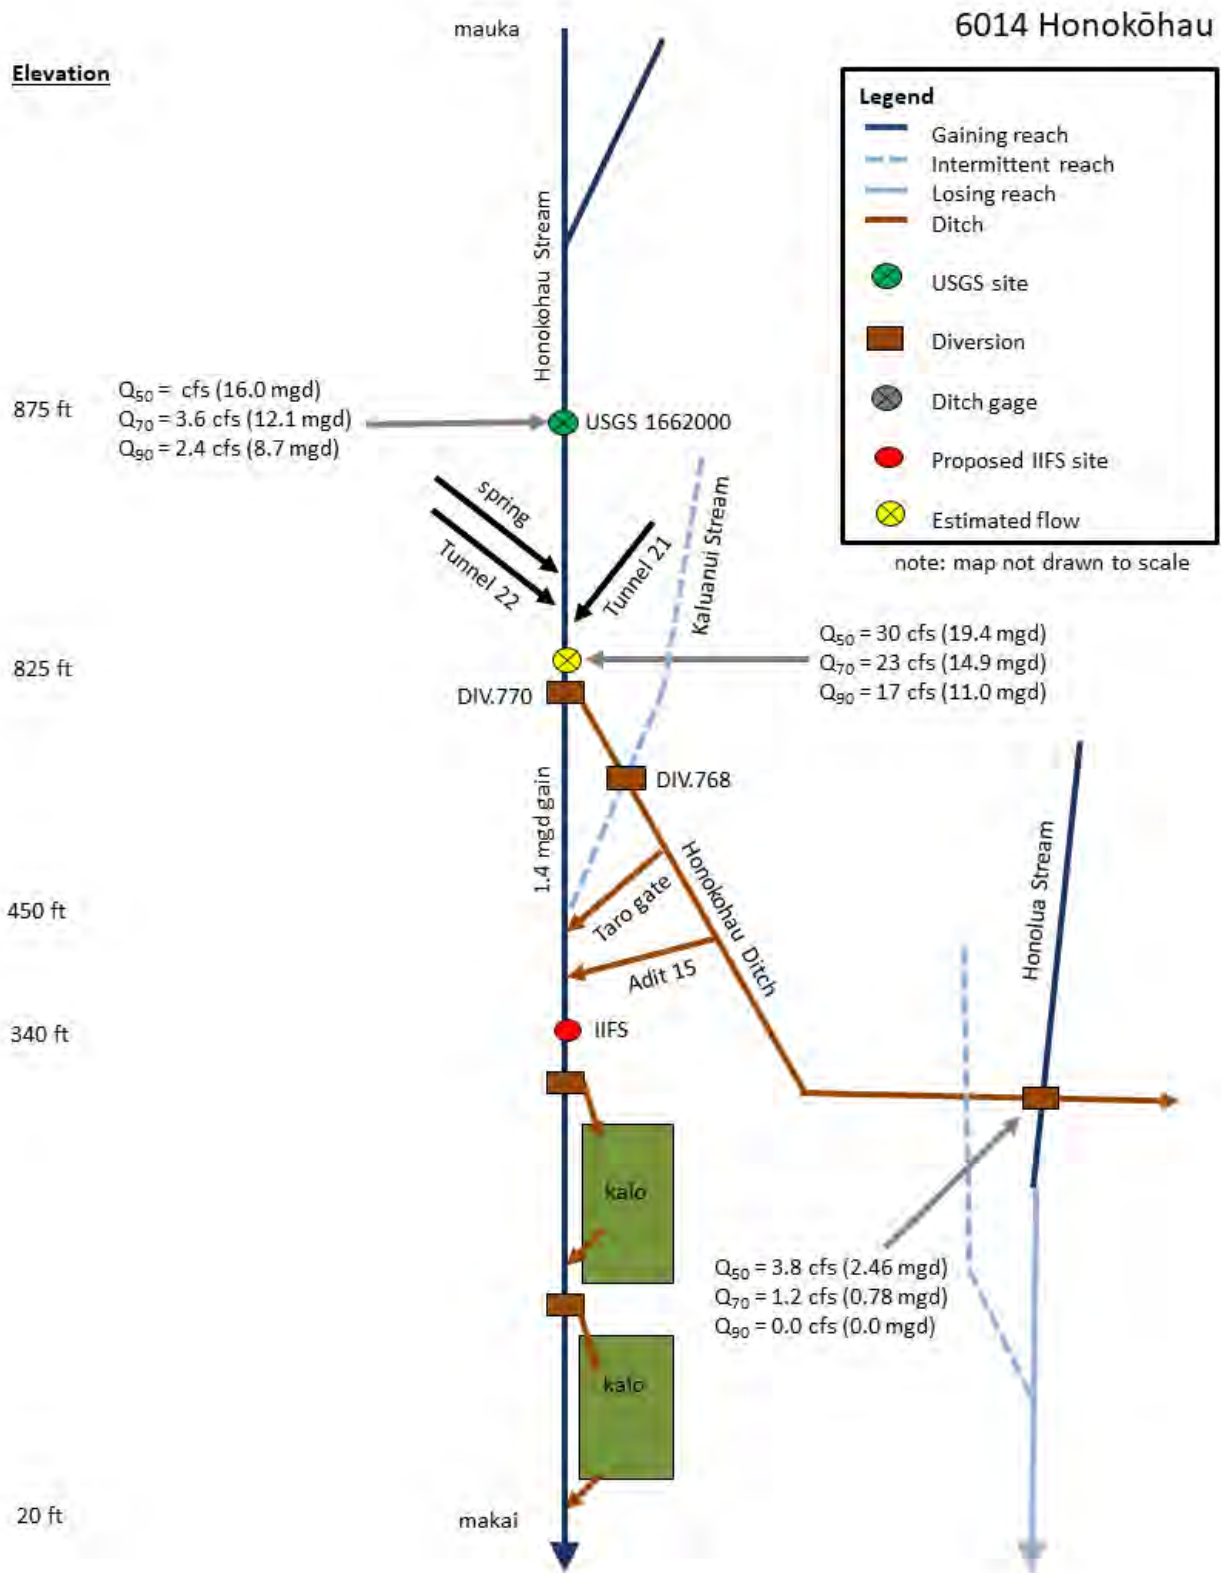 6014 Honokōhau
mauka
Elevation
Legend
Gaining reach
Intermittent reach
Losing reach
Ditch
USGS site
Diversion
Ditch gage
Proposed IIFS site
Estimated flow
note: map not drawn to scale
Honokohau Stream
875 ft
Q50 = cfs (16.0 mgd)
Q70 = 3.6 cfs (12.1 mgd)
Q90 = 2.4 cfs (8.7 mgd)
USGS 1662000
spring
Tunnel 22
Tunnel 21
Kaluanui Stream
825 ft
Q50 = 30 cfs (19.4 mgd)
Q70 = 23 cfs (14.9 mgd)
Q90 = 17 cfs (11.0 mgd)
DIV.770
DIV.768
1.4 mgd gain
Honokohau Ditch
Honolua Stream
450 ft
Taro gate
Adit 15
340 ft
IIFS
kalo
Q50 = 3.8 cfs (2.46 mgd)
Q70 = 1.2 cfs (0.78 mgd)
Q90 = 0.0 cfs (0.0 mgd)
kalo
20 ft
makai